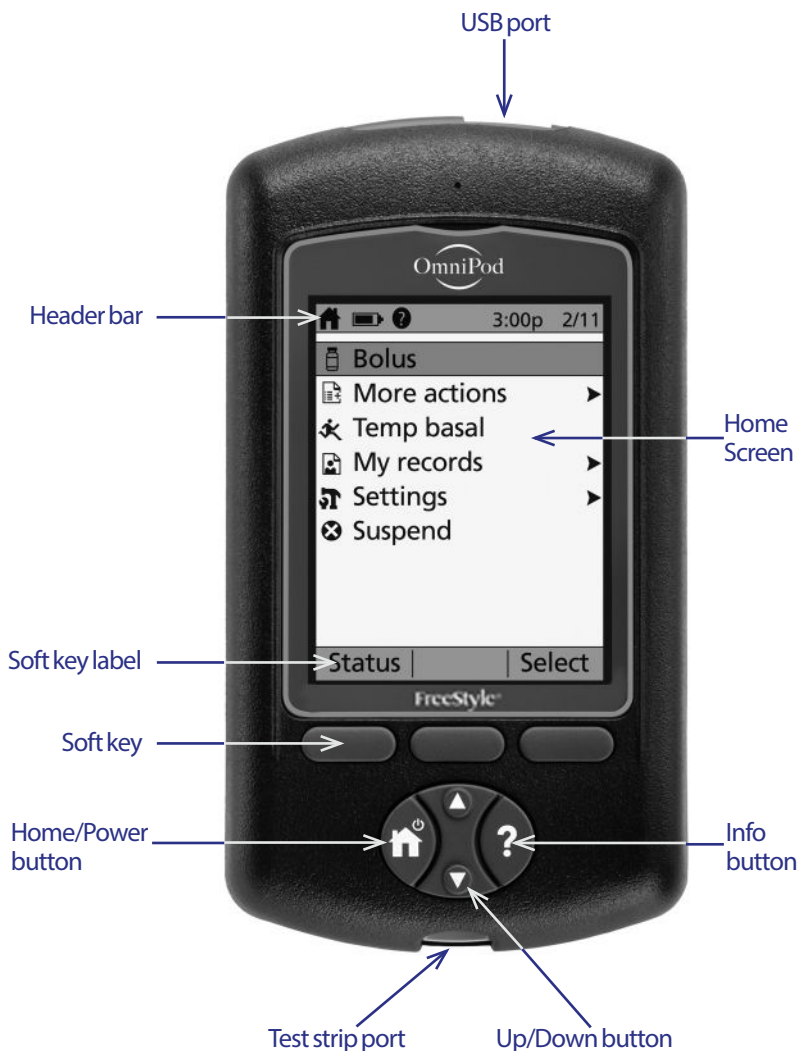 USB port
OmniPod
Header bar
? 3:00p 2/11
Bolus
More actions
Temp basal
My records
Settings
Suspend
Home
Screen
Soft key label
Status Select
FreeStyle®
Soft key
Home/Power
button
?
Info
button
Test strip port
Up/Down button